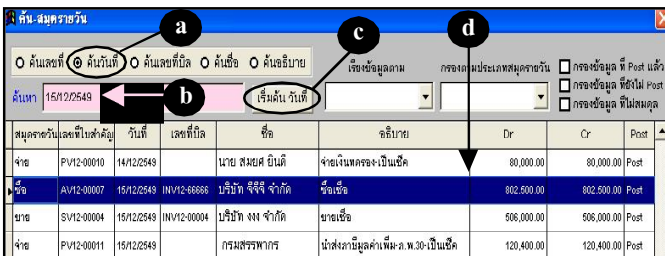 ค้น-สมุดรายวัน
a
c
d
ค้นเลขที่ ค้นวันที่ ค้นเลขที่บิล ค้นชื่อ ค้นอธิบาย
เรียงข้อมูลตาม กรองตามประเภทสมุดรายวัน
กรองข้อมูล ที่ Post แล้ว
กรองข้อมูล ที่ยังไม่ Post
กรองข้อมูล ที่ไม่สมดุล
ค้นหา 15/12/2549 b เริ่มค้น วันที่
สมุดรายวัน เลขที่ใบสำคัญ วันที่ เลขที่บิล ชื่อ อธิบาย Dr Cr Post
จ่าย PV12-00010 14/12/2549 นาย สมยศ ยินดี จ่ายเงินทดรอง-เป็นเช็ค 80,000.00 80,000.00 Post
ซื้อ AV12-00007 15/12/2549 INV12-66666 บริษัท จีจีจี จำกัด ซื้อเชื่อ 802,500.00 802,500.00 Post
ขาย SV12-00004 15/12/2549 INV12-00004 บริษัท งงง จำกัด ขายเชื่อ 506,000.00 506,000.00 Post
จ่าย PV12-00011 15/12/2549 กรมสรรพากร นำส่งภาษีมูลค่าเพิ่ม-ภ.พ.30-เป็นเช็ค 120,400.00 120,400.00 Post